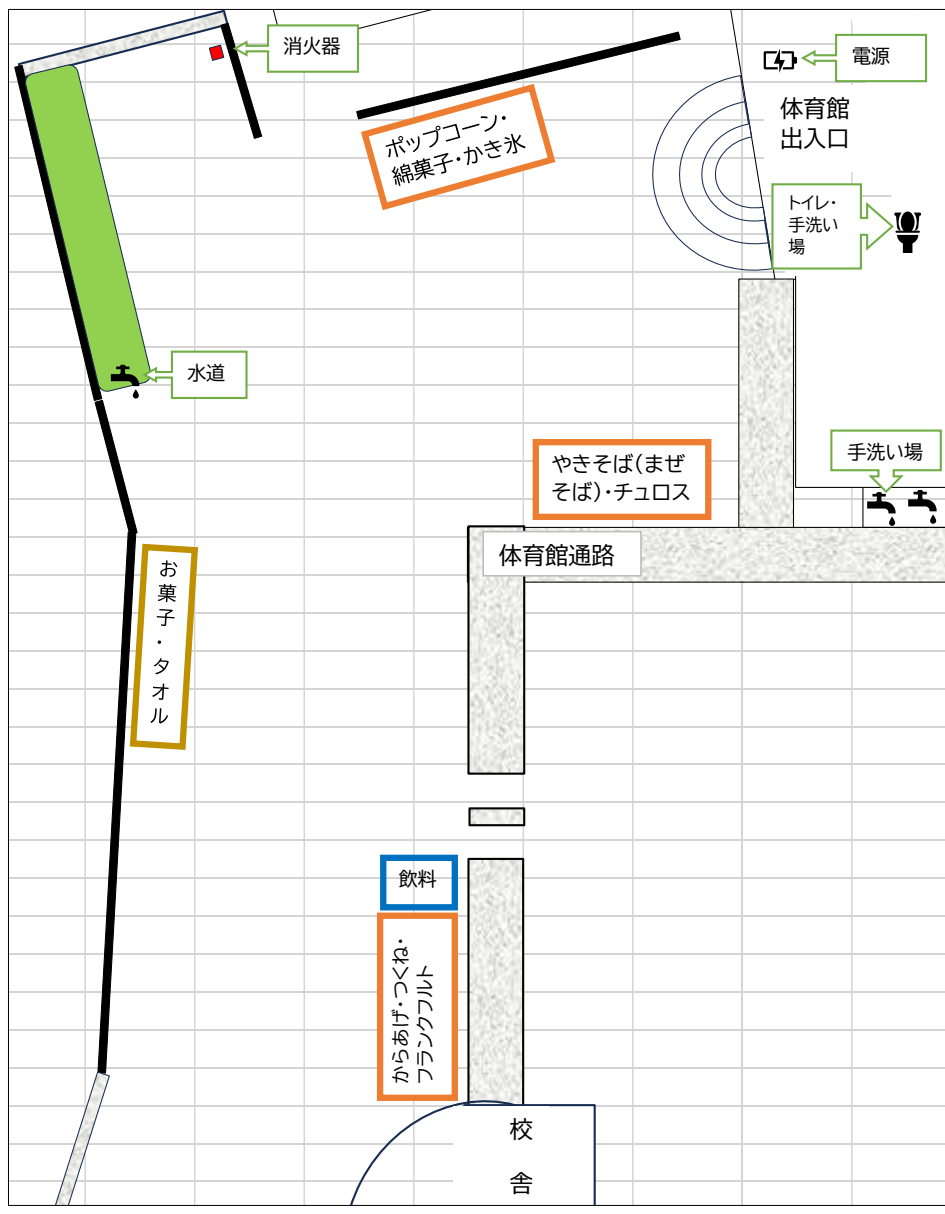 消火器
電源
体育館
出入口
ポップコーン・
綿菓子・かき氷
トイレ・
手洗い
場
水道
手洗い場
やきそば(まぜ
そば)・チュロス
体育館通路
お菓子・タオル
飲料
からあげ・つくね・
フランクフルト
校
舎